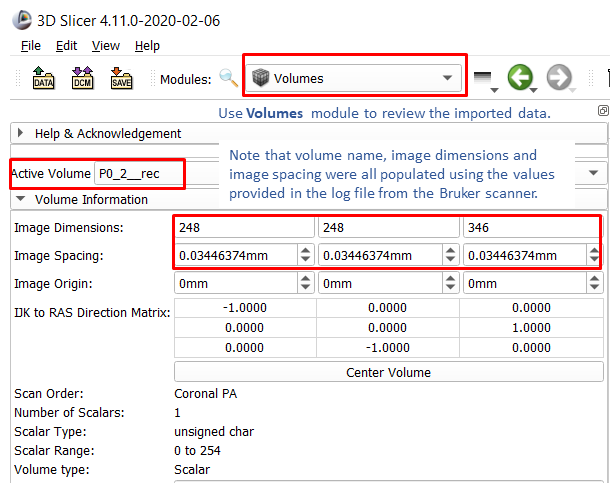 3D Slicer 4.11.0-2020-02-06
File Edit View Help
DATA DCM SAVE Modules: Volumes
Use Volumes module to review the imported data.
Help & Acknowledgement
Active Volume P0_2__rec
Note that volume name, image dimensions and
image spacing were all populated using the values
provided in the log file from the Bruker scanner.
Volume Information
Image Dimensions: 248 248 346
Image Spacing: 0.03446374mm 0.03446374mm 0.03446374mm
Image Origin: 0mm 0mm 0mm
IJK to RAS Direction Matrix: -1.0000 0.0000 0.0000
0.0000 0.0000 1.0000
0.0000 -1.0000 0.0000
Center Volume
Scan Order: Coronal PA
Number of Scalars: 1
Scalar Type: unsigned char
Scalar Range: 0 to 254
Volume type: Scalar